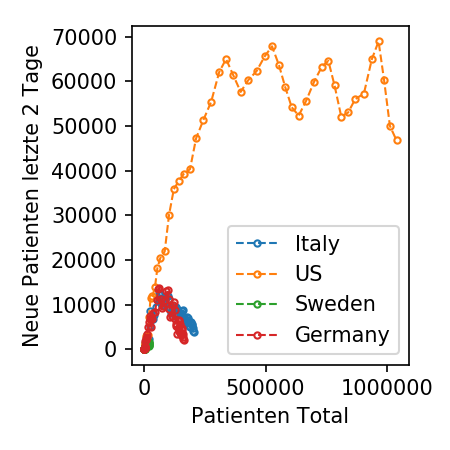 Neue Patienten letzte 2 Tage
70000
60000
50000
40000
30000
20000
10000
0
Italy
US
Sweden
Germany
0
500000
1000000
Patienten Total